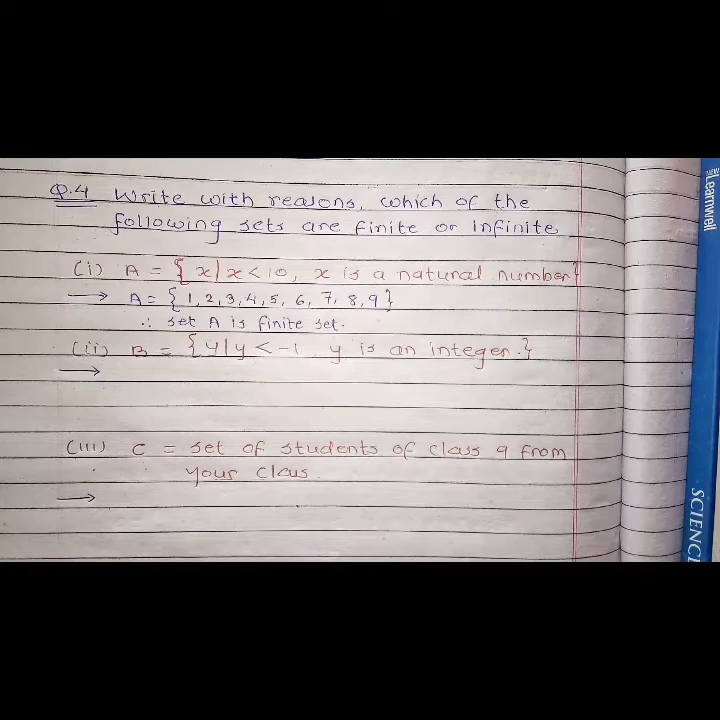 Q.4 Write with reasons, which of the
following sets are finite or infinite
(i) A = { x | x < 10, x is a natural number}
→ A = { 1, 2, 3, 4, 5, 6, 7, 8, 9 }
∴ set A is finite set.
(ii) B = { y | y < -1 y is an integer. }
→
(iii) C = set of students of class 9 from
your claus.
→
NEW Learnwell
SCIENC